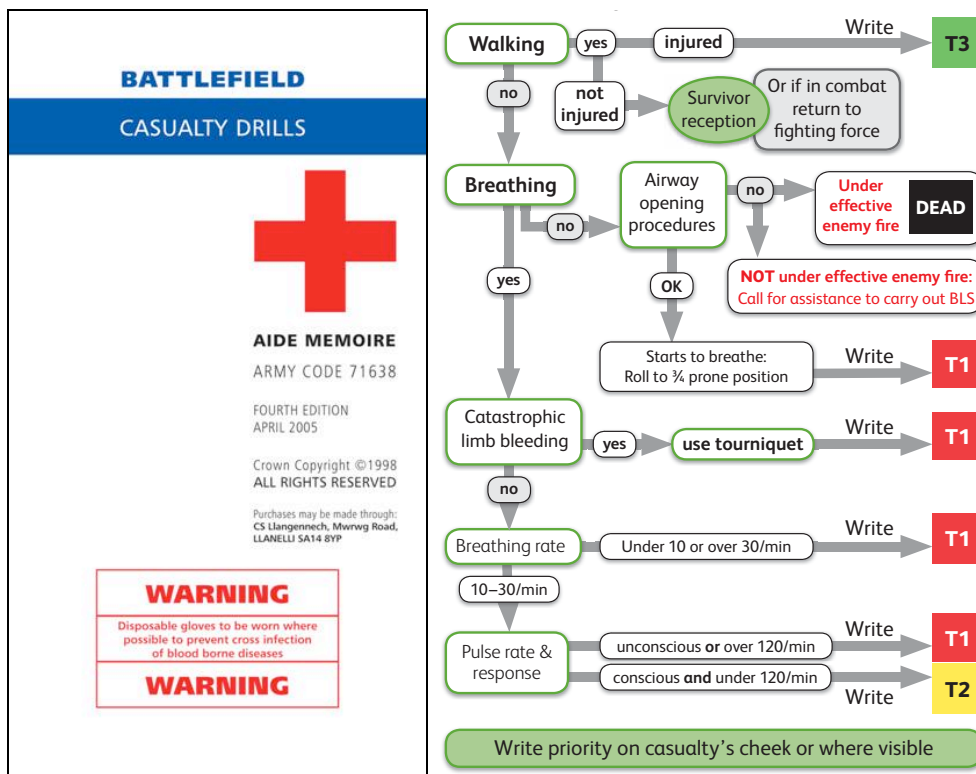 BATTLEFIELD
CASUALTY DRILLS
AIDE MEMOIRE
ARMY CODE 71638
FOURTH EDITION
APRIL 2005
Crown Copyright ©1998
ALL RIGHTS RESERVED
Purchases may be made through:
CS Llangennech, Mwrwg Road,
LLANELLI SA14 8YP
WARNING
Disposable gloves to be worn where
possible to prevent cross infection
of blood borne diseases
WARNING
Walking
yes
injured
Write
T3
no
not
injured
Survivor
reception
Or if in combat
return to
fighting force
Breathing
no
Airway
opening
procedures
no
Under
effective
enemy fire
DEAD
NOT under effective enemy fire:
Call for assistance to carry out BLS
yes
OK
Starts to breathe:
Roll to ¾ prone position
Write
T1
Catastrophic
limb bleeding
yes
use tourniquet
Write
T1
no
Breathing rate
Under 10 or over 30/min
Write
T1
10–30/min
Pulse rate &
response
unconscious or over 120/min
Write
T1
conscious and under 120/min
Write
T2
Write priority on casualty's cheek or where visible